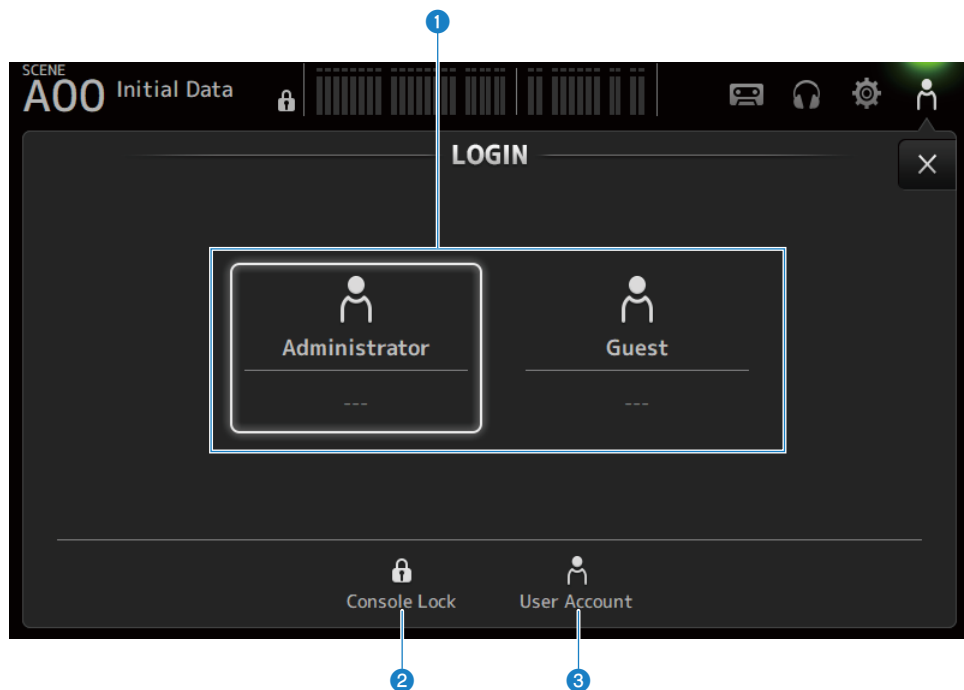 1
SCENE
A00 Initial Data
LOGIN
Administrator
Guest
---
---
Console Lock
User Account
2
3